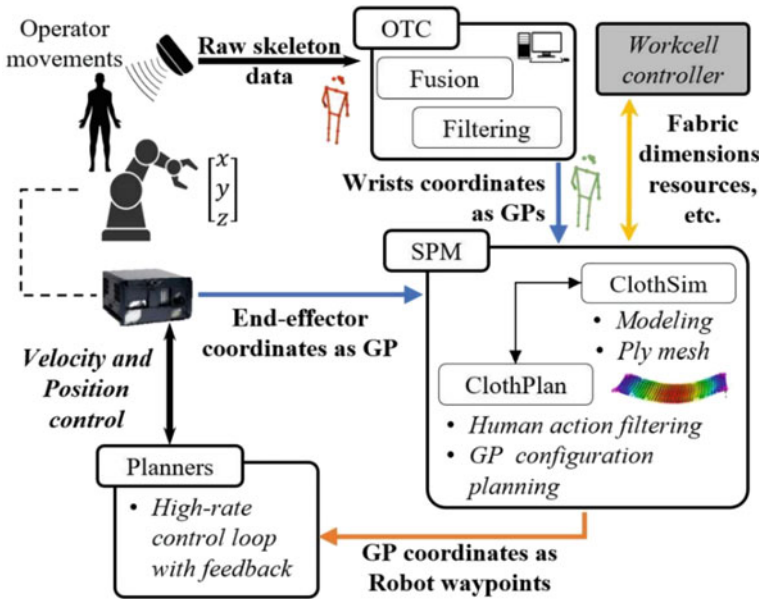 Operator
movements
Raw skeleton
data
OTC
Fusion
Filtering
Workcell
controller
x
y
z
Wrists coordinates
as GPs
Fabric
dimensions
resources,
etc.
SPM
ClothSim
• Modeling
• Ply mesh
ClothPlan
• Human action filtering
• GP configuration
planning
End-effector
coordinates as GP
Velocity and
Position
control
Planners
• High-rate
control loop
with feedback
GP coordinates as
Robot waypoints